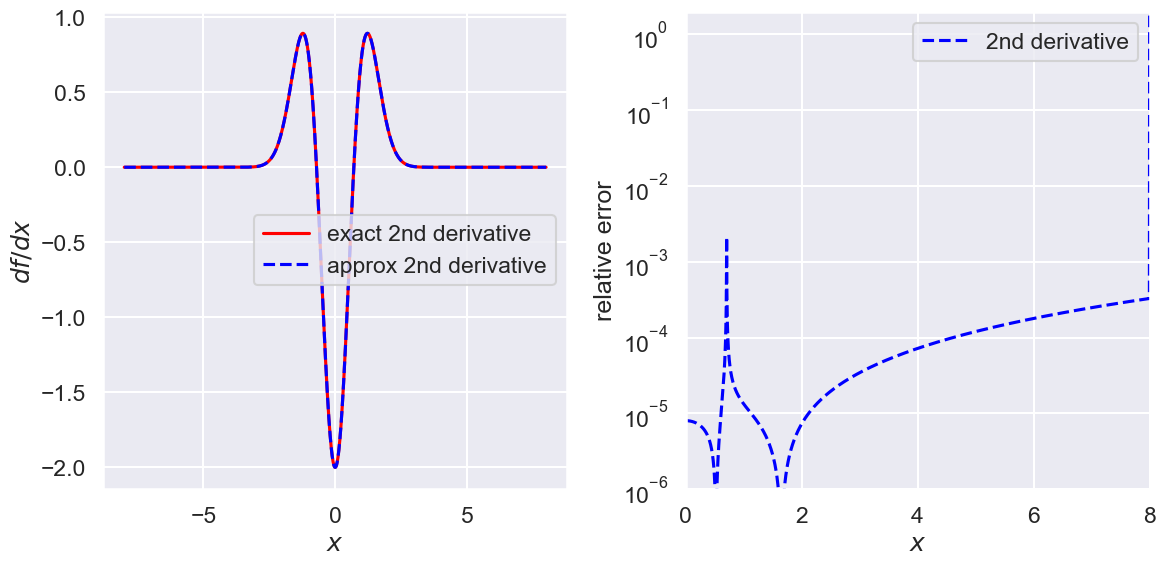 1.0
0.5
0.0
−0.5
−1.0
−1.5
−2.0
df/dx
exact 2nd derivative
approx 2nd derivative
−5 0 5
x
10⁰
10⁻¹
10⁻²
10⁻³
10⁻⁴
10⁻⁵
10⁻⁶
relative error
2nd derivative
0 2 4 6 8
x